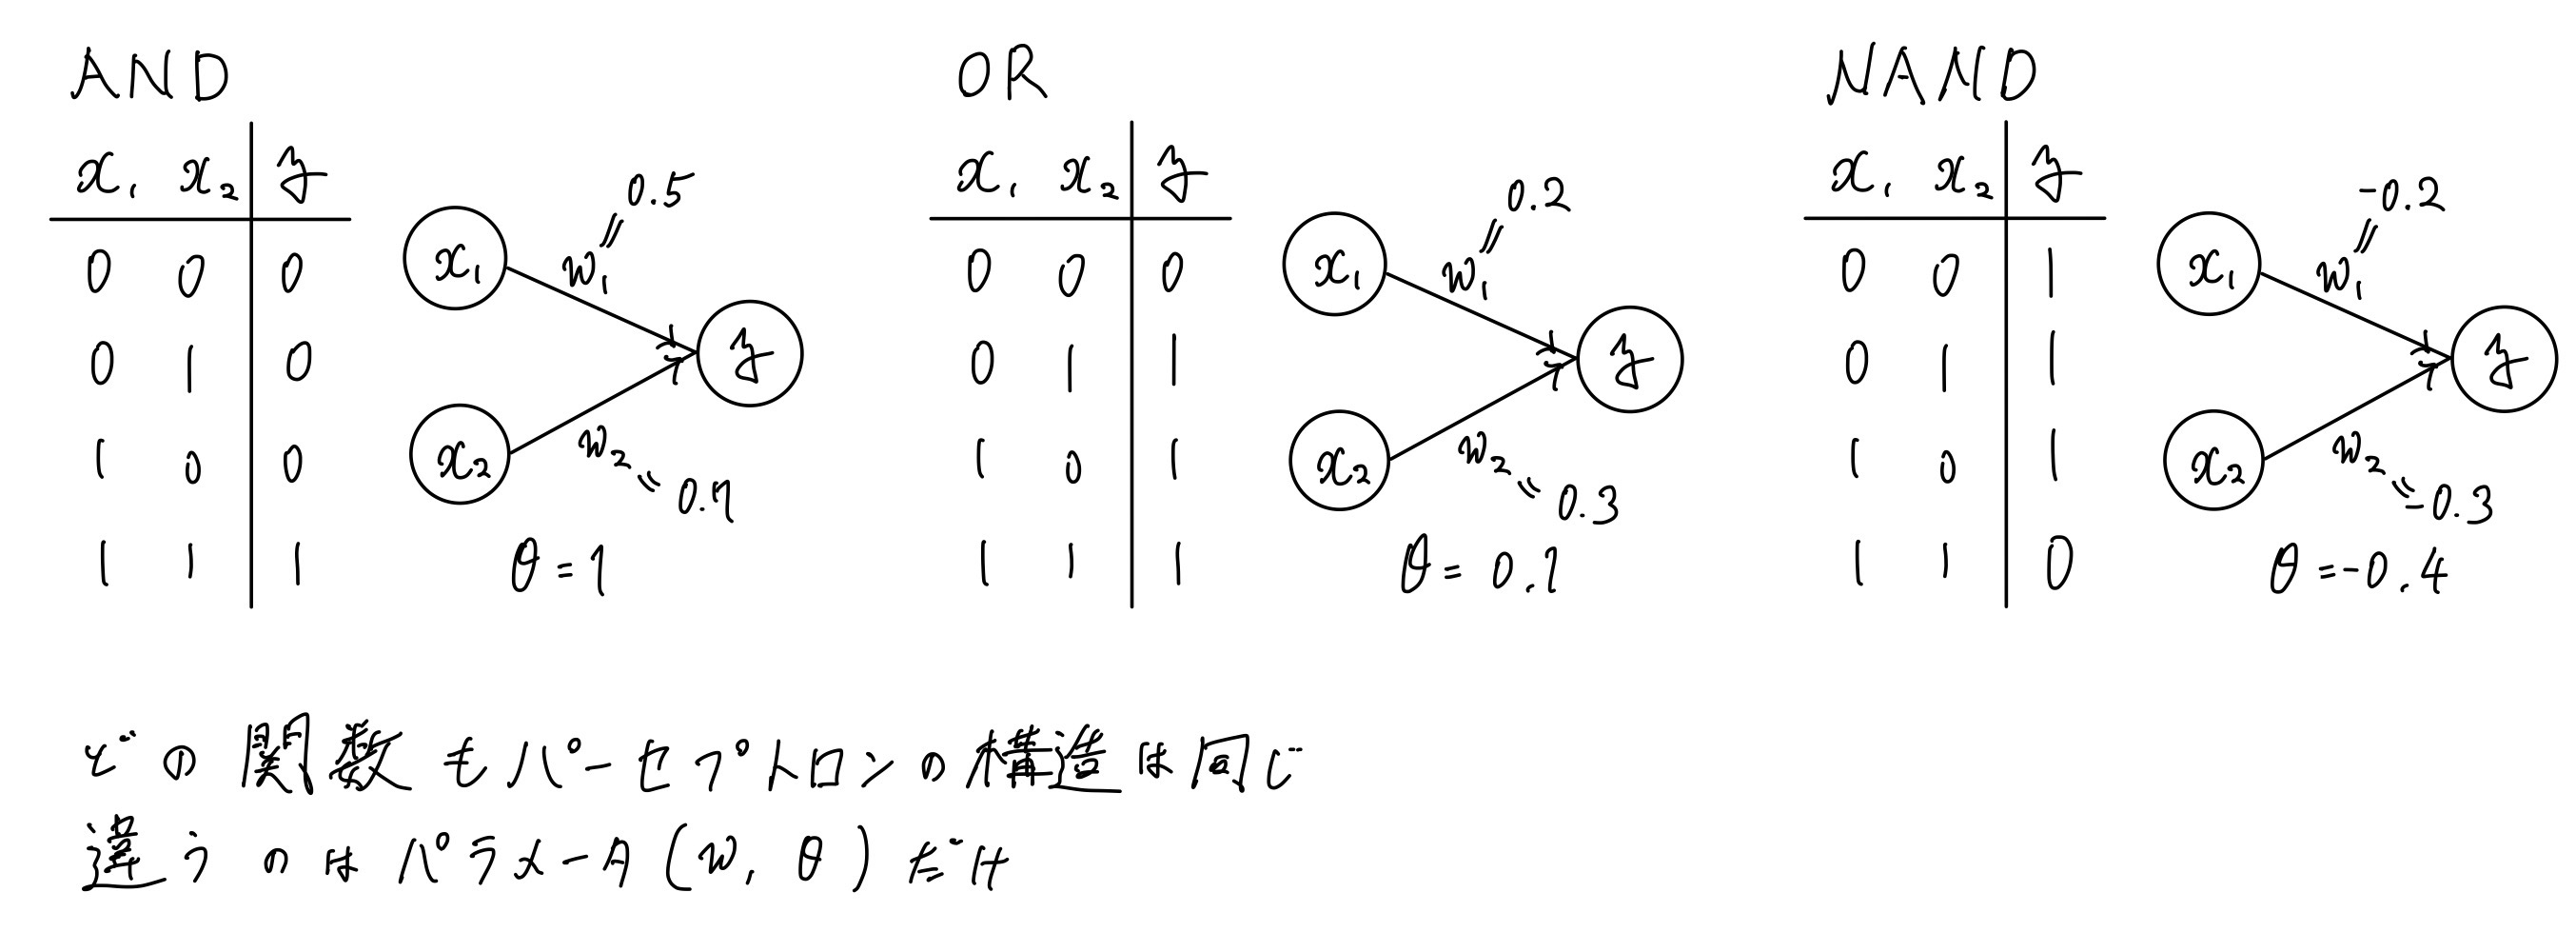 AND OR NAND
x₁ x₂ y x₁ x₂ y x₁ x₂ y
0 0 0 0 0 0 0 0 1
0 1 0 0 1 1 0 1 1
1 0 0 1 0 1 1 0 1
1 1 1 1 1 1 1 1 0
x₁ w₁ = 0.5 x₁ w₁ = 0.2 x₁ w₁ = -0.2
y y y
x₂ w₂ = 0.7 x₂ w₂ = 0.3 x₂ w₂ = -0.3
θ = 1 θ = 0.1 θ = -0.4
どの関数もパーセプトロンの構造は同じ
違うのはパラメータ(w, θ)だけ